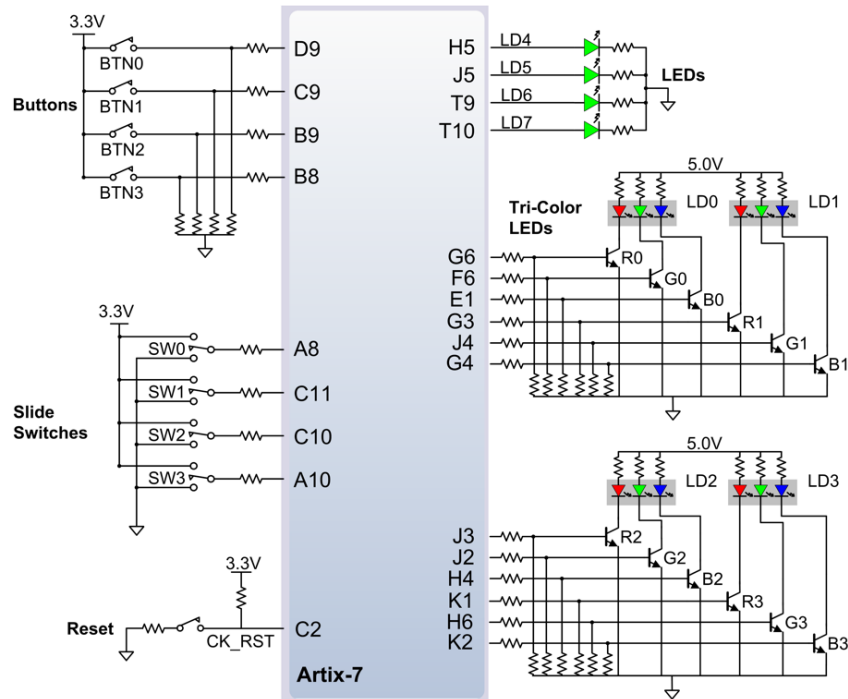 3.3V
BTN0
BTN1
BTN2
BTN3
Buttons
D9
C9
B9
B8
H5
J5
T9
T10
LD4
LD5
LD6
LD7
LEDs
5.0V
LD0
LD1
Tri-Color
LEDs
G6
F6
E1
G3
J4
G4
R0
G0
B0
R1
G1
B1
3.3V
SW0
SW1
SW2
SW3
Slide
Switches
A8
C11
C10
A10
5.0V
LD2
LD3
J3
J2
H4
K1
H6
K2
R2
G2
B2
R3
G3
B3
3.3V
Reset
CK_RST
C2
Artix-7